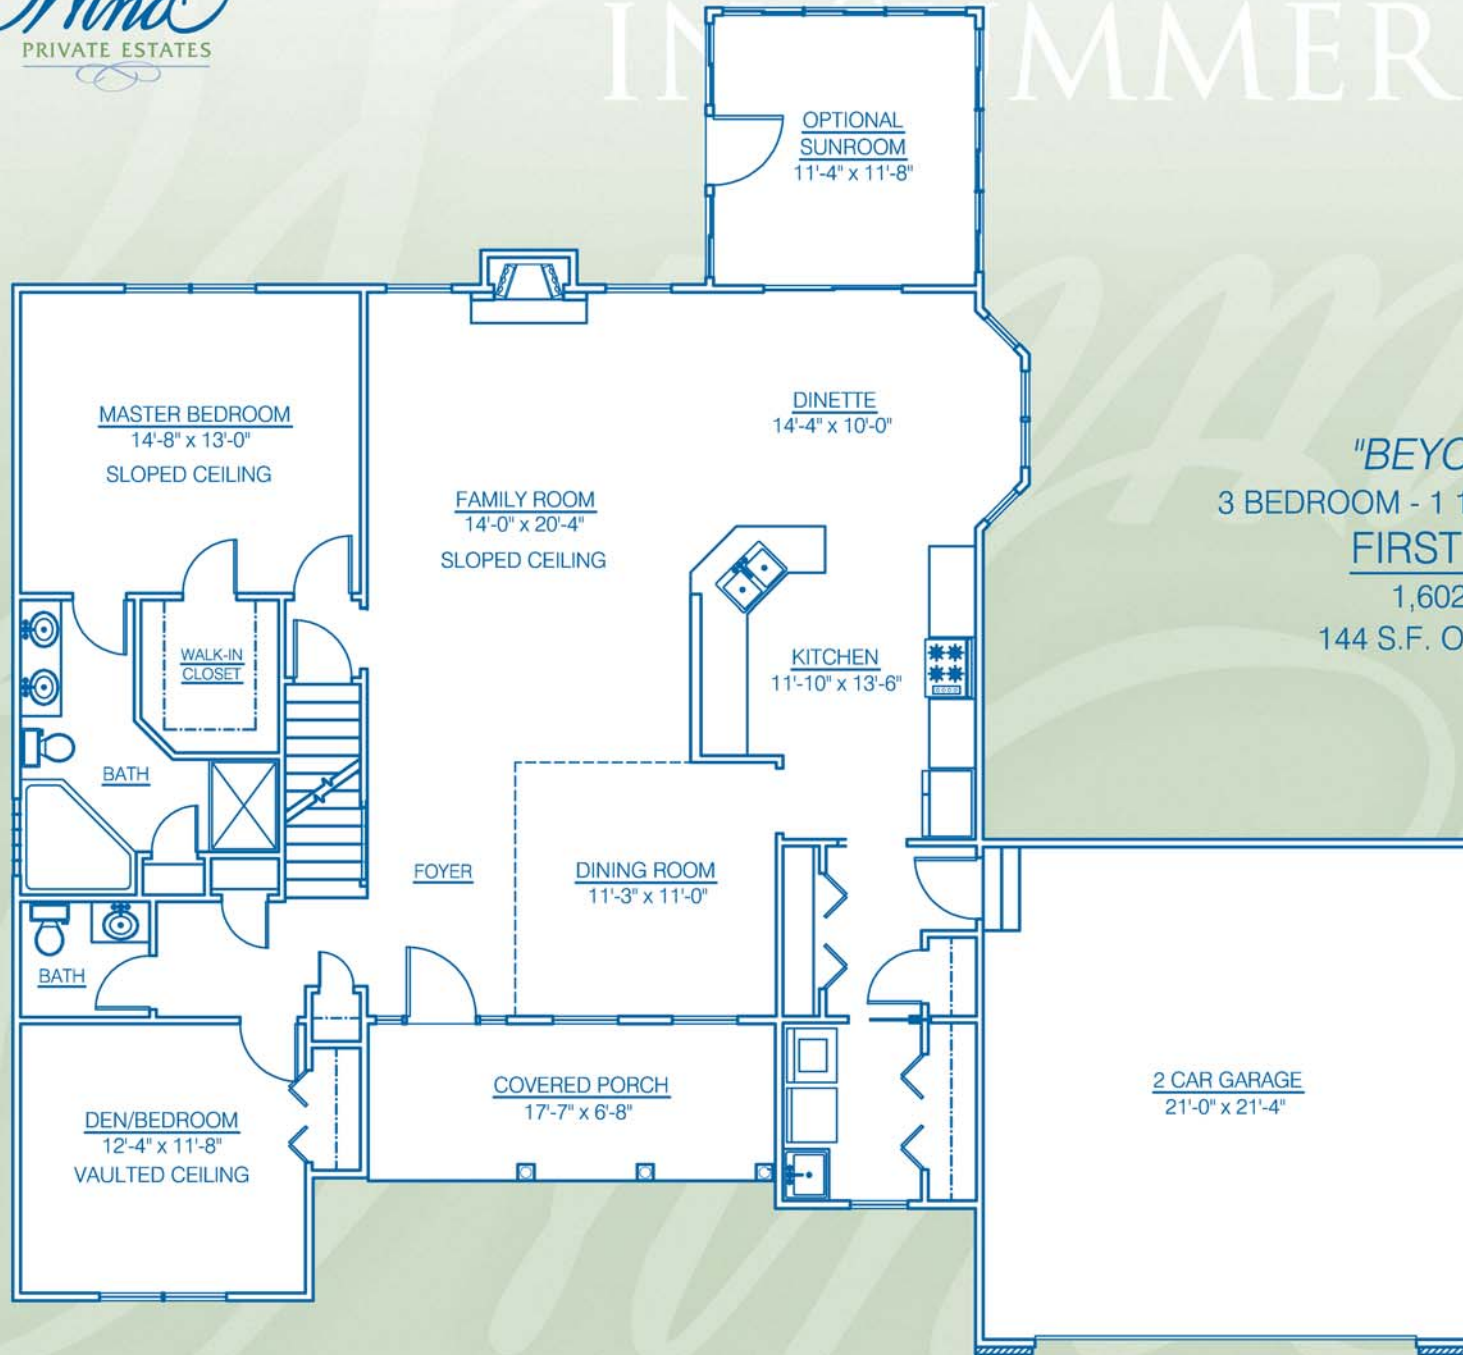 PRIVATE ESTATES
OPTIONAL
SUNROOM
11'-4" x 11'-8"
MASTER BEDROOM
14'-8" x 13'-0"
SLOPED CEILING
FAMILY ROOM
14'-0" x 20'-4"
SLOPED CEILING
DINETTE
14'-4" x 10'-0"
3 BEDROOM - 1 1
FIRST
1,602
144 S.F. O
WALK-IN
CLOSET
KITCHEN
11'-10" x 13'-6"
BATH
FOYER
DINING ROOM
11'-3" x 11'-0"
BATH
COVERED PORCH
17'-7" x 6'-8"
DEN/BEDROOM
12'-4" x 11'-8"
VAULTED CEILING
2 CAR GARAGE
21'-0" x 21'-4"